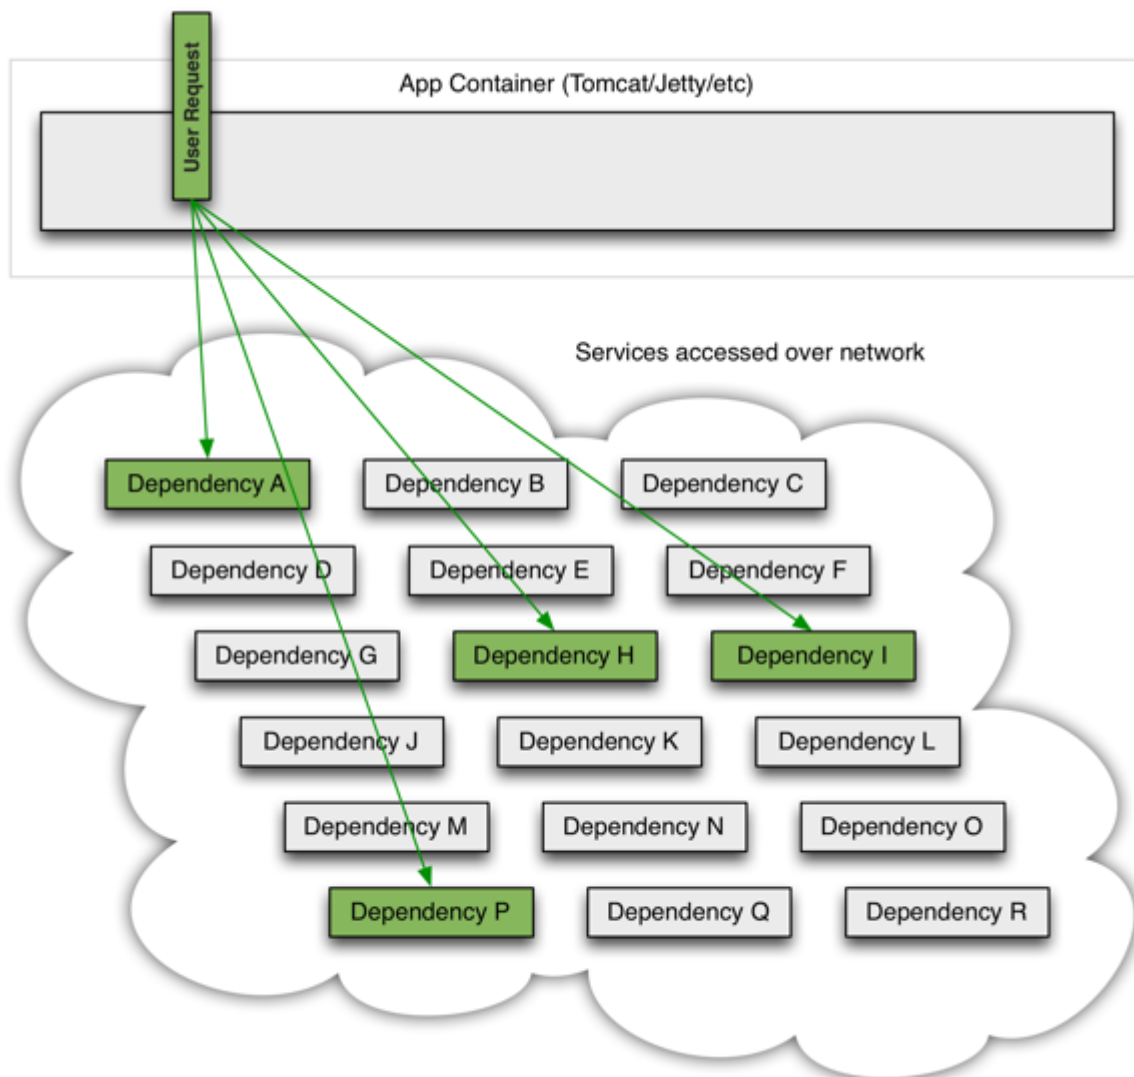 User Request
App Container (Tomcat/Jetty/etc)
Services accessed over network
Dependency A
Dependency B
Dependency C
Dependency D
Dependency E
Dependency F
Dependency G
Dependency H
Dependency I
Dependency J
Dependency K
Dependency L
Dependency M
Dependency N
Dependency O
Dependency P
Dependency Q
Dependency R